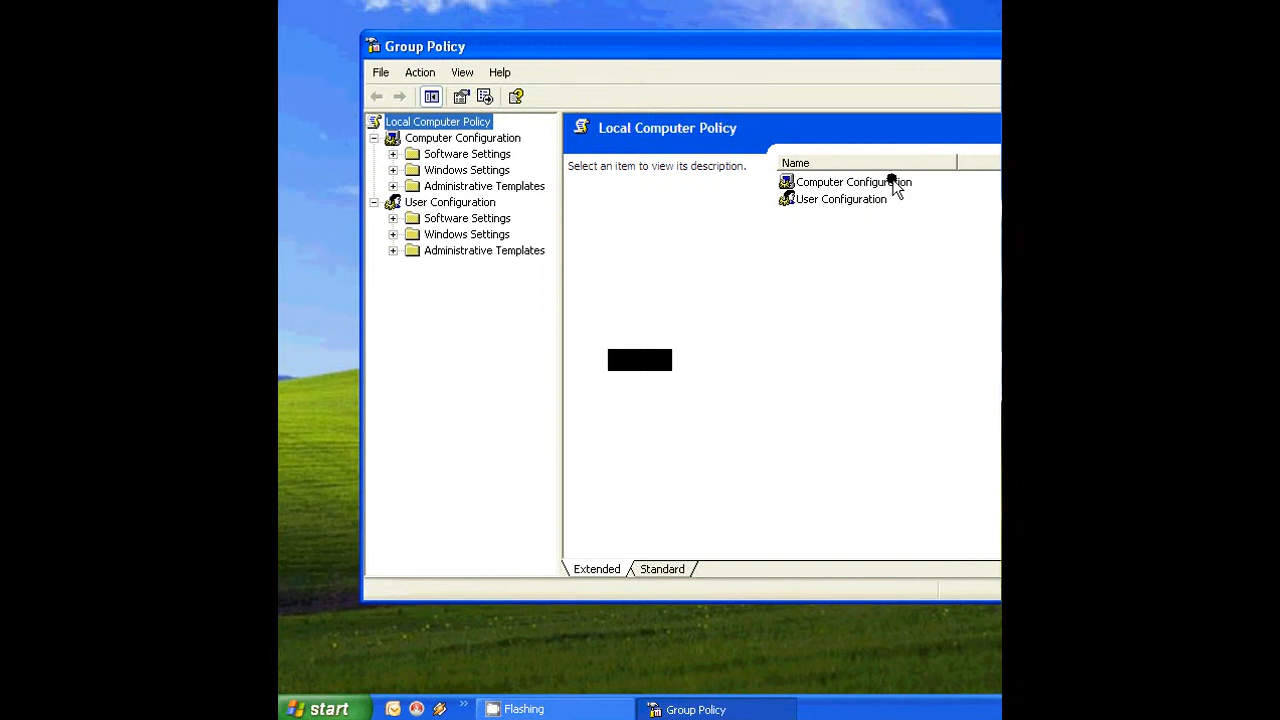 Group Policy
File Action View Help
Local Computer Policy
Computer Configuration
Software Settings
Windows Settings
Administrative Templates
User Configuration
Software Settings
Windows Settings
Administrative Templates
Local Computer Policy
Select an item to view its description.
Name
Computer Configuration
User Configuration
Extended Standard
start
Flashing
Group Policy